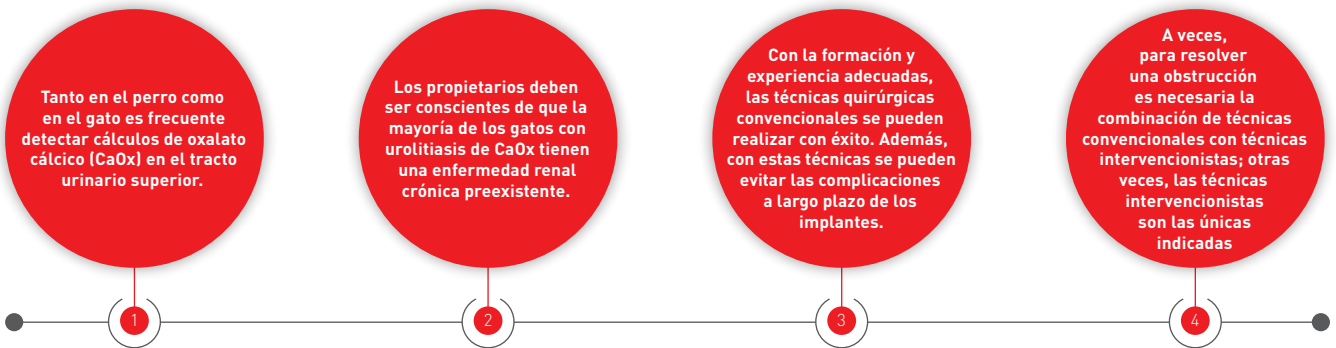 Tanto en el perro como
en el gato es frecuente
detectar cálculos de oxalato
cálcico (CaOx) en el tracto
urinario superior.
1
Los propietarios deben
ser conscientes de que la
mayoría de los gatos con
urolitiasis de CaOx tienen
una enfermedad renal
crónica preexistente.
2
Con la formación y
experiencia adecuadas,
las técnicas quirúrgicas
convencionales se pueden
realizar con éxito. Además,
con estas técnicas se pueden
evitar las complicaciones
a largo plazo de los
implantes.
3
A veces,
para resolver
una obstrucción
es necesaria la
combinación de técnicas
convencionales con técnicas
intervencionistas; otras
veces, las técnicas
intervencionistas
son las únicas
indicadas
4